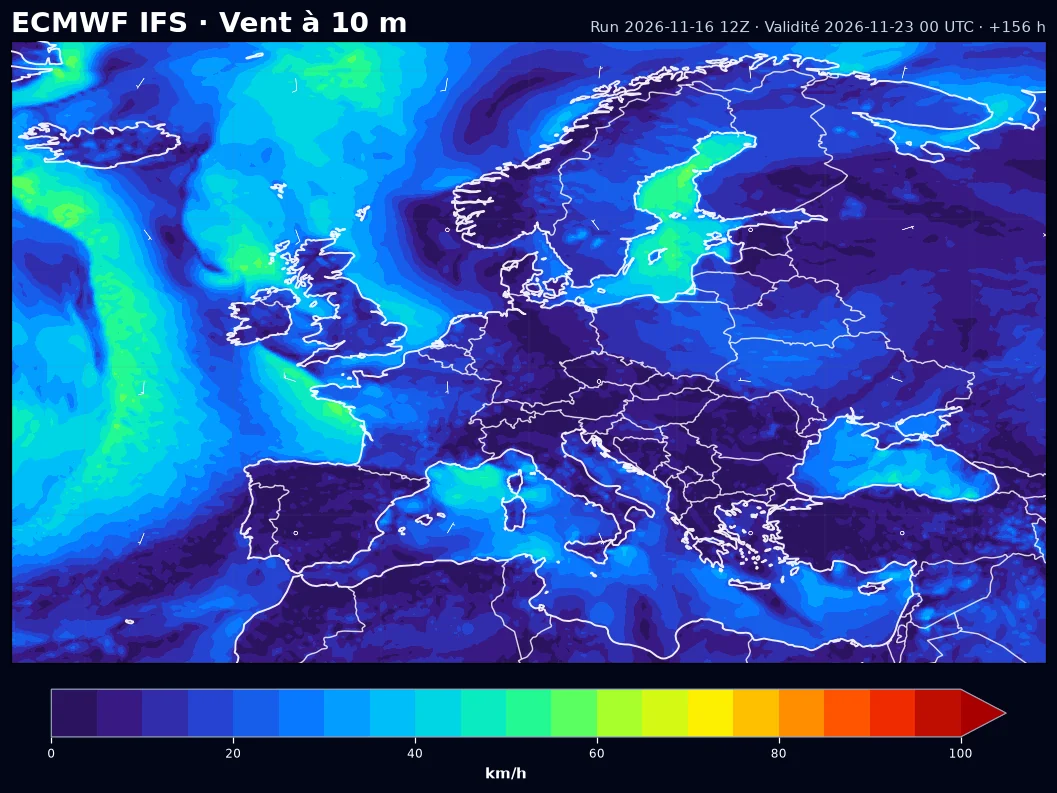 ECMWF IFS · Vent à 10 m
Run 2026-11-16 12Z · Validité 2026-11-23 00 UTC · +156 h
0 20 40 60 80 100
km/h